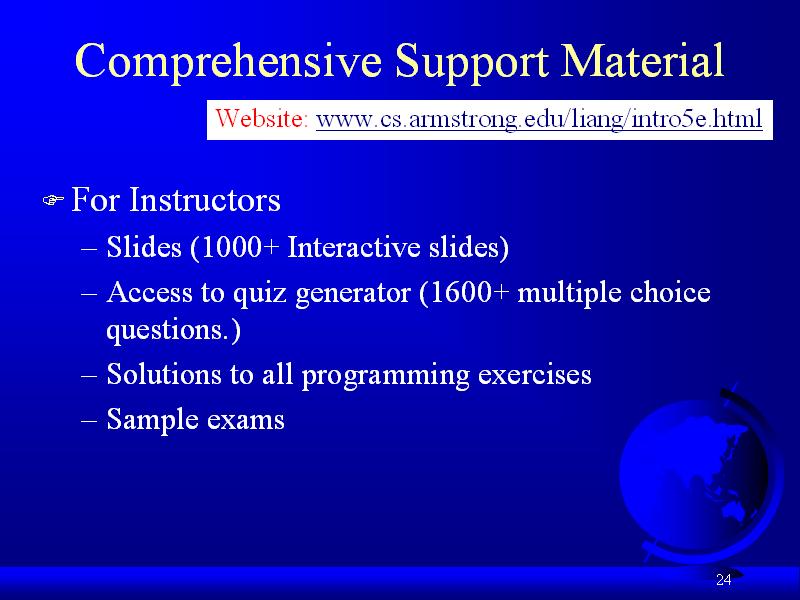 Comprehensive Support Material
Website: www.cs.armstrong.edu/liang/intro5e.html
☞ For Instructors
– Slides (1000+ Interactive slides)
– Access to quiz generator (1600+ multiple choice
questions.)
– Solutions to all programming exercises
– Sample exams
24